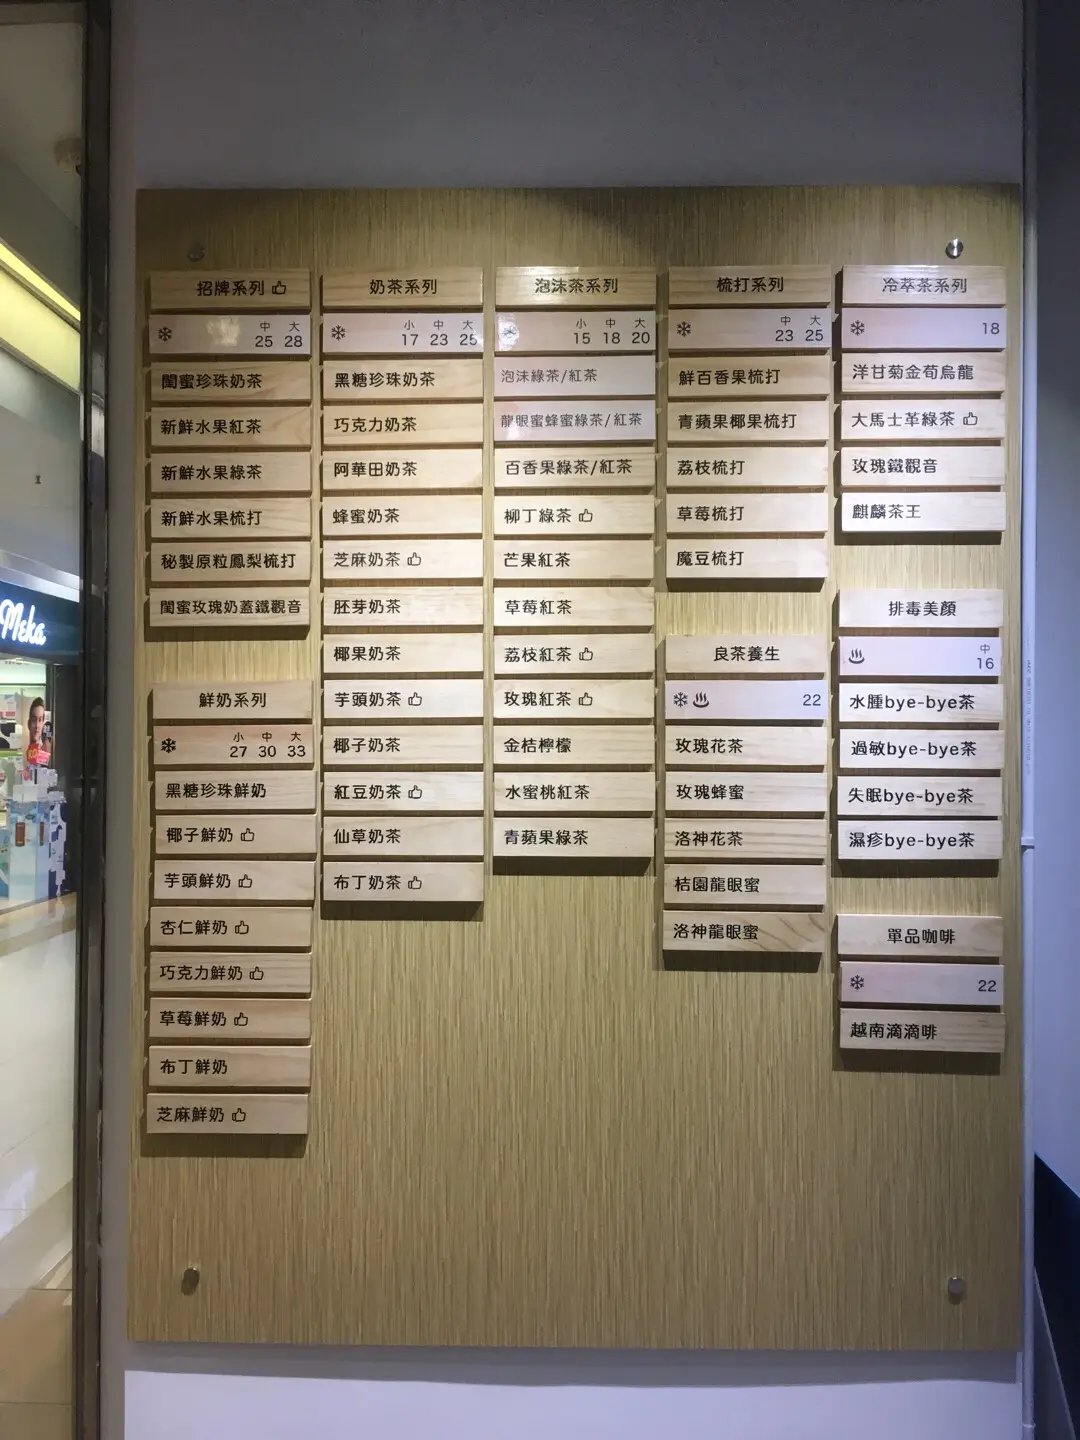 招牌系列
中 大
25 28
閨蜜珍珠奶茶
新鮮水果紅茶
新鮮水果綠茶
新鮮水果梳打
秘製原粒鳳梨梳打
閨蜜玫瑰奶蓋鐵觀音
鮮奶系列
小 中 大
27 30 33
黑糖珍珠鮮奶
椰子鮮奶
芋頭鮮奶
杏仁鮮奶
巧克力鮮奶
草莓鮮奶
布丁鮮奶
芝麻鮮奶
奶茶系列
小 中 大
17 23 25
黑糖珍珠奶茶
巧克力奶茶
阿華田奶茶
蜂蜜奶茶
芝麻奶茶
胚芽奶茶
椰果奶茶
芋頭奶茶
椰子奶茶
紅豆奶茶
仙草奶茶
布丁奶茶
泡沫茶系列
小 中 大
15 18 20
泡沫綠茶/紅茶
龍眼蜜蜂蜜綠茶/紅茶
百香果綠茶/紅茶
柳丁綠茶
芒果紅茶
草莓紅茶
荔枝紅茶
玫瑰紅茶
金桔檸檬
水蜜桃紅茶
青蘋果綠茶
梳打系列
中 大
23 25
鮮百香果梳打
青蘋果椰果梳打
荔枝梳打
草莓梳打
魔豆梳打
良茶養生
22
玫瑰花茶
玫瑰蜂蜜
洛神花茶
桔園龍眼蜜
洛神龍眼蜜
冷萃茶系列
18
洋甘菊金萄烏龍
大馬士革綠茶
玫瑰鐵觀音
麒麟茶王
排毒美顏
中
16
水腫bye-bye茶
過敏bye-bye茶
失眠bye-bye茶
濕疹bye-bye茶
單品咖啡
22
越南滴滴啡
Meka